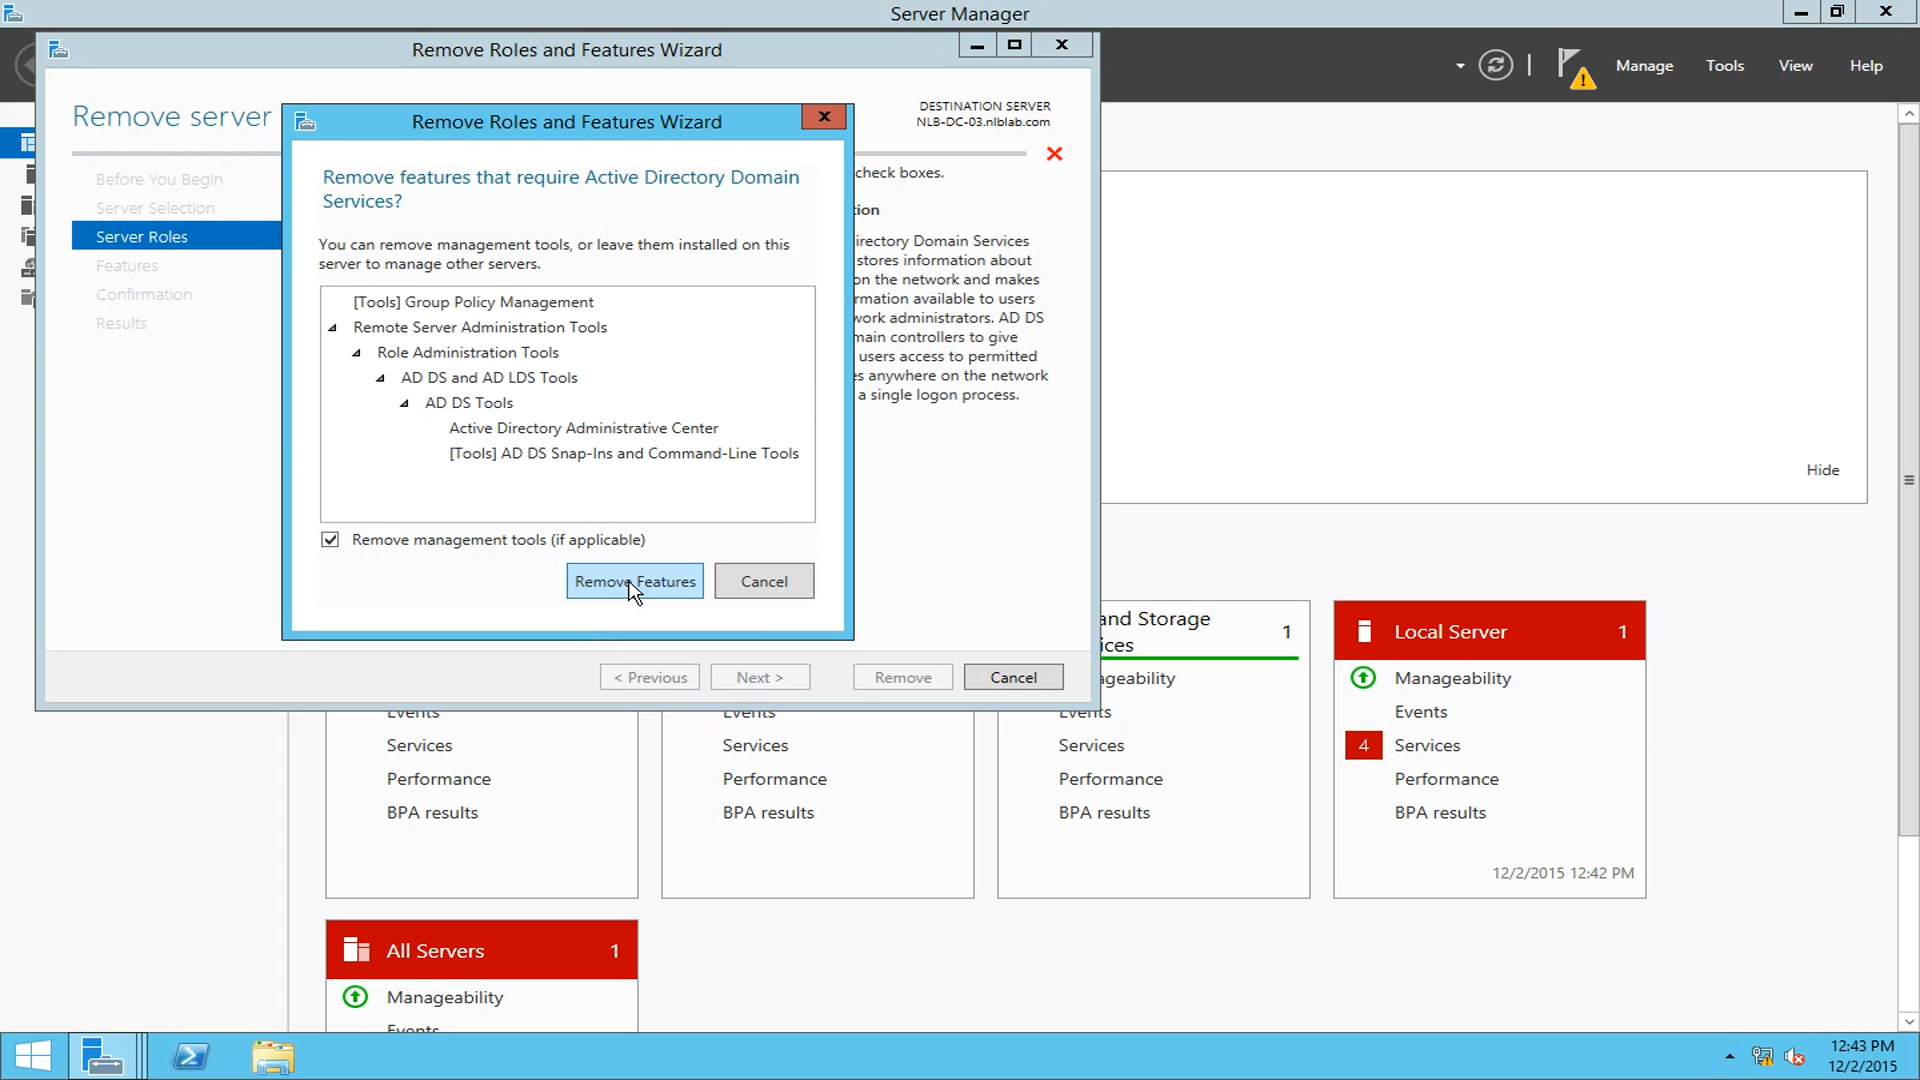 Server Manager
Manage
Tools
View
Help
Remove Roles and Features Wizard
Remove server
DESTINATION SERVER
NLB-DC-03.nlblab.com
Before You Begin
Server Selection
Server Roles
Features
Confirmation
Results
Remove Roles and Features Wizard
Remove features that require Active Directory Domain
Services?
You can remove management tools, or leave them installed on this
server to manage other servers.
[Tools] Group Policy Management
Remote Server Administration Tools
Role Administration Tools
AD DS and AD LDS Tools
AD DS Tools
Active Directory Administrative Center
[Tools] AD DS Snap-Ins and Command-Line Tools
Remove management tools (if applicable)
Remove Features
Cancel
check boxes.
tion
irectory Domain Services
stores information about
on the network and makes
rmation available to users
work administrators. AD DS
main controllers to give
users access to permitted
es anywhere on the network
a single logon process.
< Previous
Next >
Remove
Cancel
Hide
Events
Services
Performance
BPA results
Events
Services
Performance
BPA results
and Storage
ices
1
ageability
Events
Services
Performance
BPA results
Local Server
1
Manageability
Events
4
Services
Performance
BPA results
12/2/2015 12:42 PM
All Servers
1
Manageability
Events
12:43 PM
12/2/2015